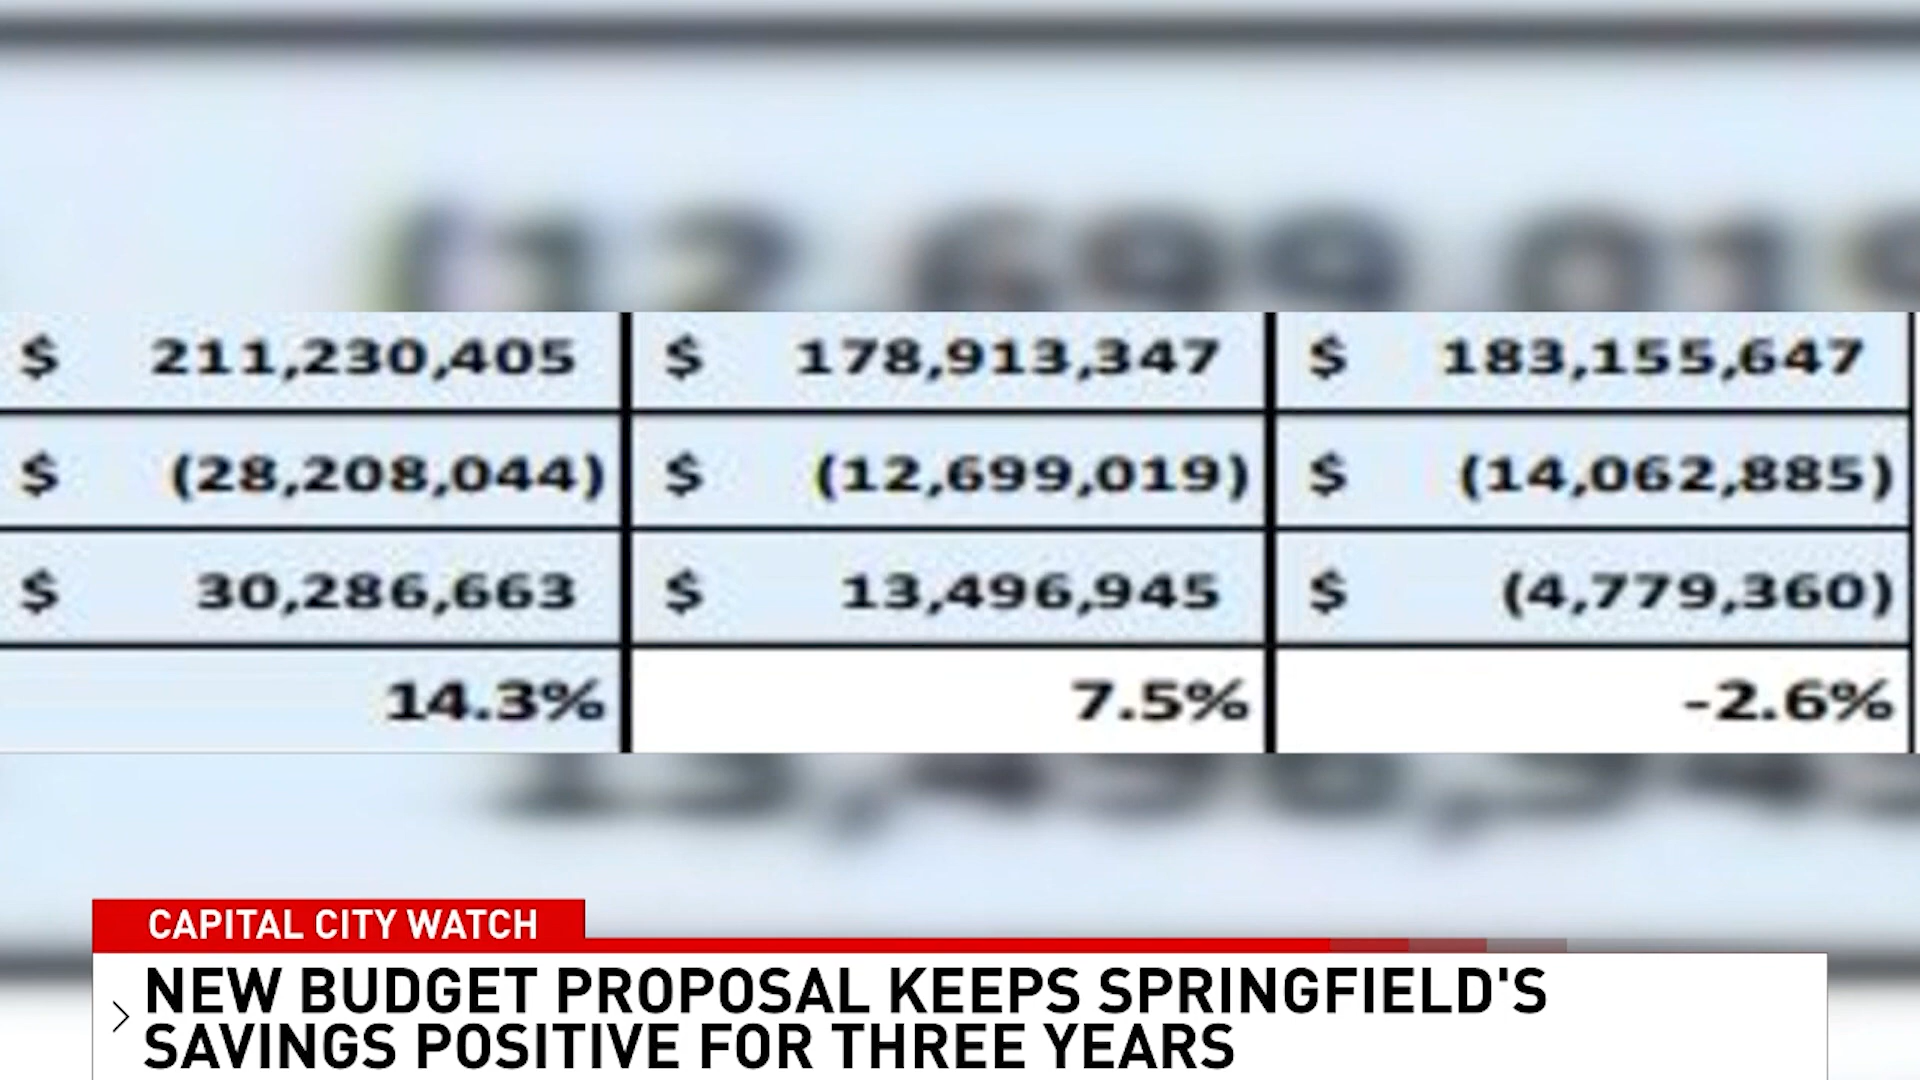 $ 211,230,405 $ 178,913,347 $ 183,155,647
$ (28,208,044) $ (12,699,019) $ (14,062,885)
$ 30,286,663 $ 13,496,945 $ (4,779,360)
14.3% 7.5% -2.6%
CAPITAL CITY WATCH
NEW BUDGET PROPOSAL KEEPS SPRINGFIELD'S
SAVINGS POSITIVE FOR THREE YEARS